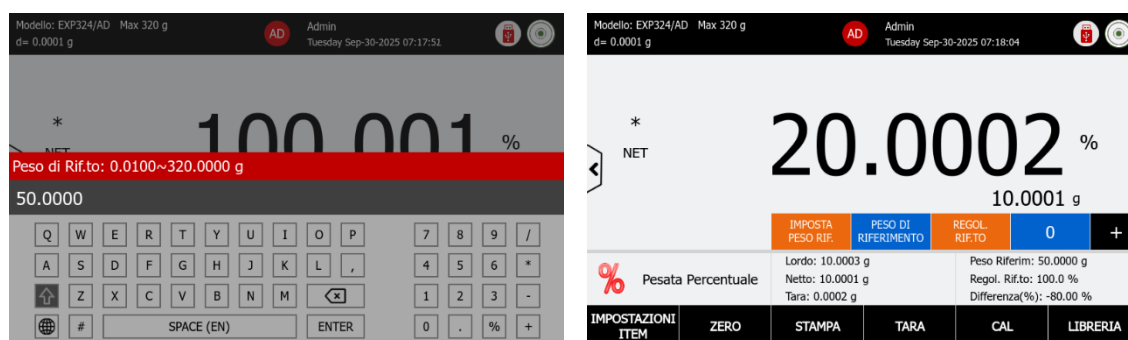 Modello: EXP324/AD Max 320 g
d= 0.0001 g
AD
Admin
Tuesday Sep-30-2025 07:17:51
*
100.001 %
NET
Peso di Rif.to: 0.0100~320.0000 g
50.0000
Q W E R T Y U I O P 7 8 9 /
A S D F G H J K L , 4 5 6 *
Z X C V B N M 1 2 3 -
# SPACE (EN) ENTER 0 . % +
Modello: EXP324/AD Max 320 g
d= 0.0001 g
AD
Admin
Tuesday Sep-30-2025 07:18:04
*
NET
20.0002 %
10.0001 g
IMPOSTA
PESO RIF.
PESO DI
RIFERIMENTO
REGOL.
RIF.TO
0
+
% Pesata Percentuale
Lordo: 10.0003 g
Netto: 10.0001 g
Tara: 0.0002 g
Peso Riferim: 50.0000 g
Regol. Rif.to: 100.0 %
Differenza(%): -80.00 %
IMPOSTAZIONI
ITEM
ZERO
STAMPA
TARA
CAL
LIBRERIA